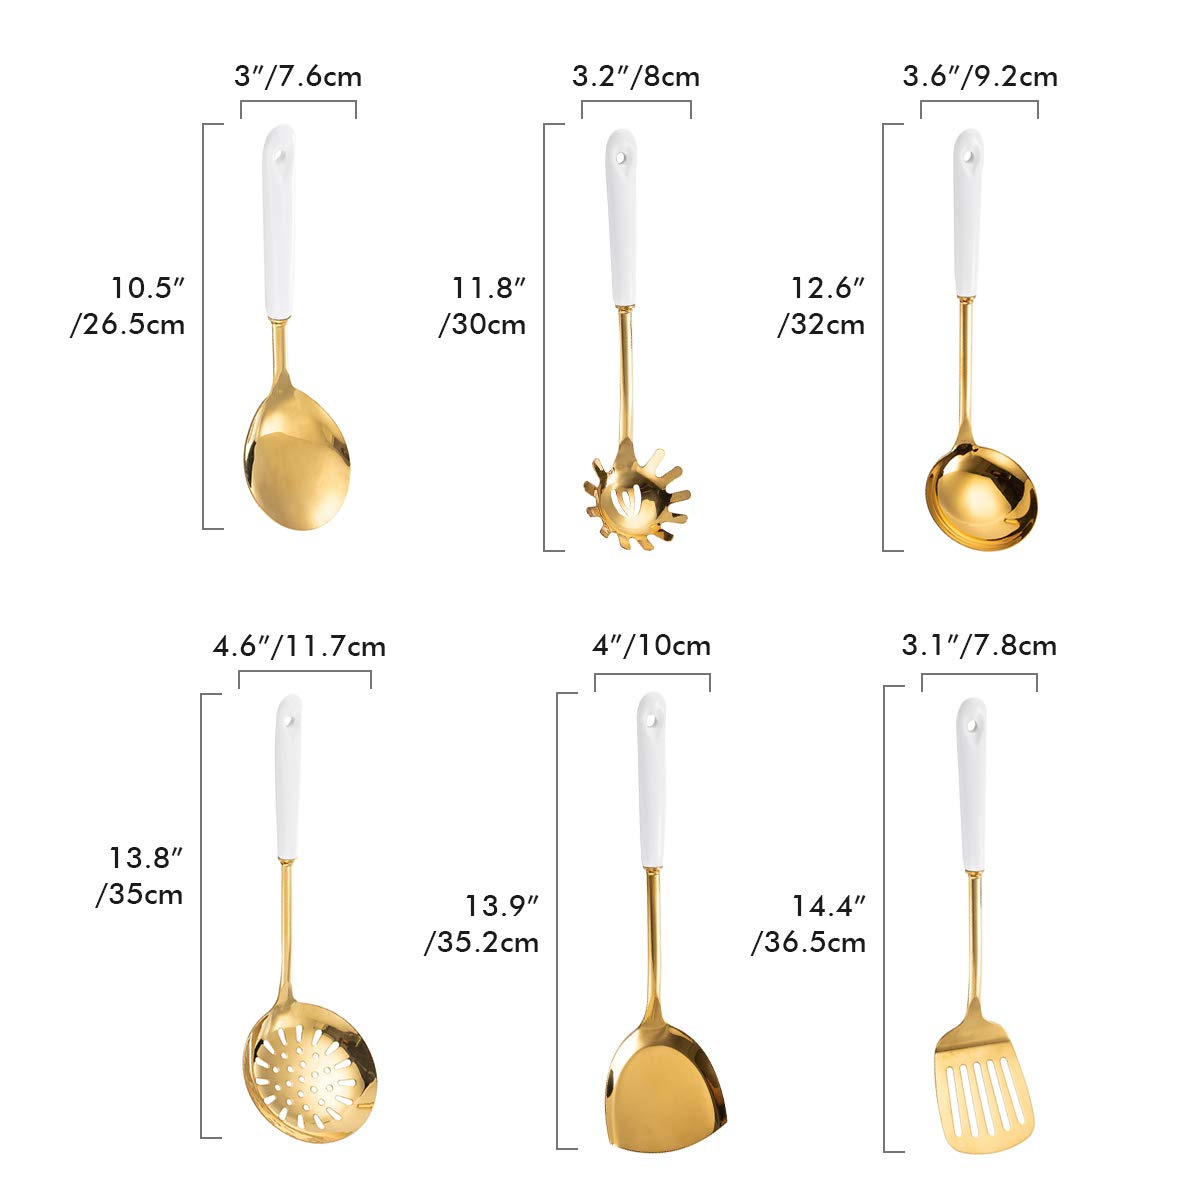 3”/7.6cm
3.2”/8cm
3.6”/9.2cm
10.5”
/26.5cm
11.8”
/30cm
12.6”
/32cm
4.6”/11.7cm
4”/10cm
3.1”/7.8cm
13.8”
/35cm
13.9”
/35.2cm
14.4”
/36.5cm